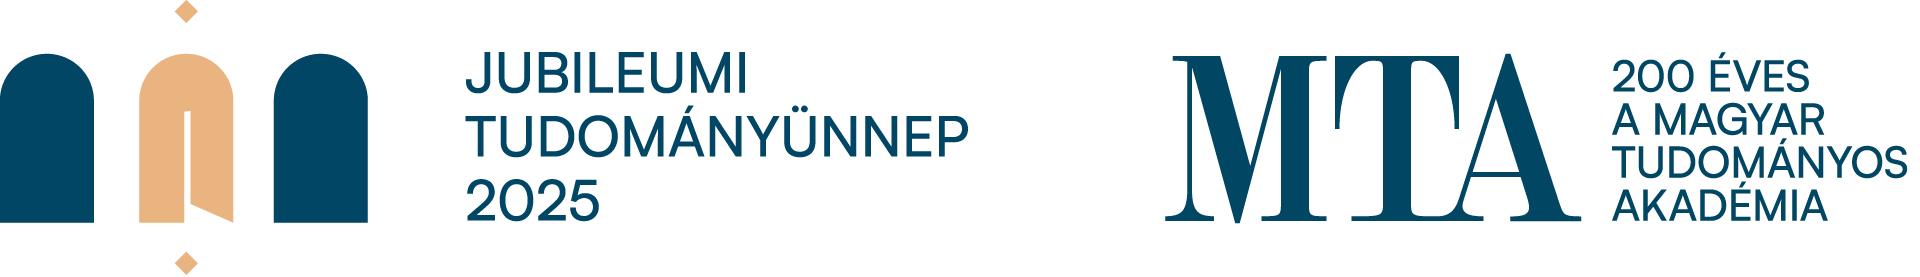 JUBILEUMI
TUDOMÁNYÜNNEP
2025
MTA
200 ÉVES
A MAGYAR
TUDOMÁNYOS
AKADÉMIA